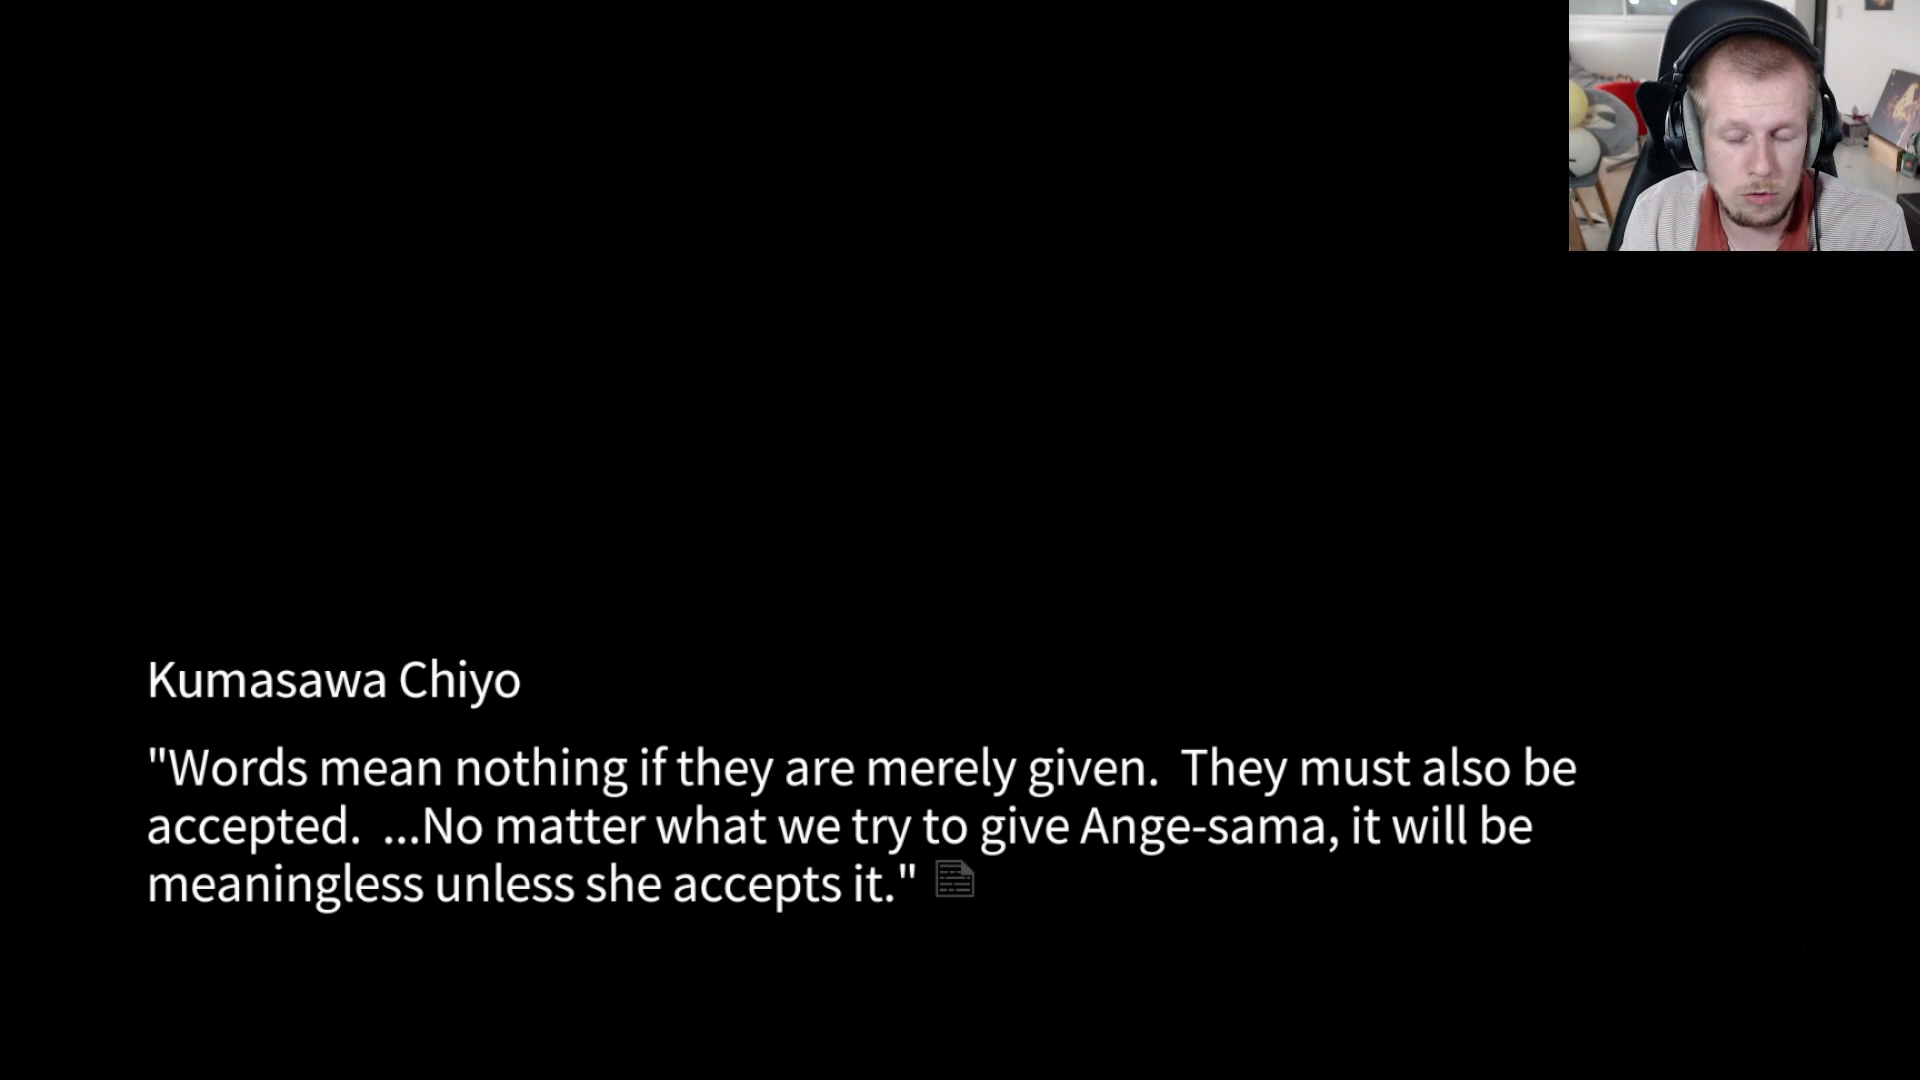 Kumasawa Chiyo
"Words mean nothing if they are merely given.  They must also be
accepted.  ...No matter what we try to give Ange-sama, it will be
meaningless unless she accepts it."